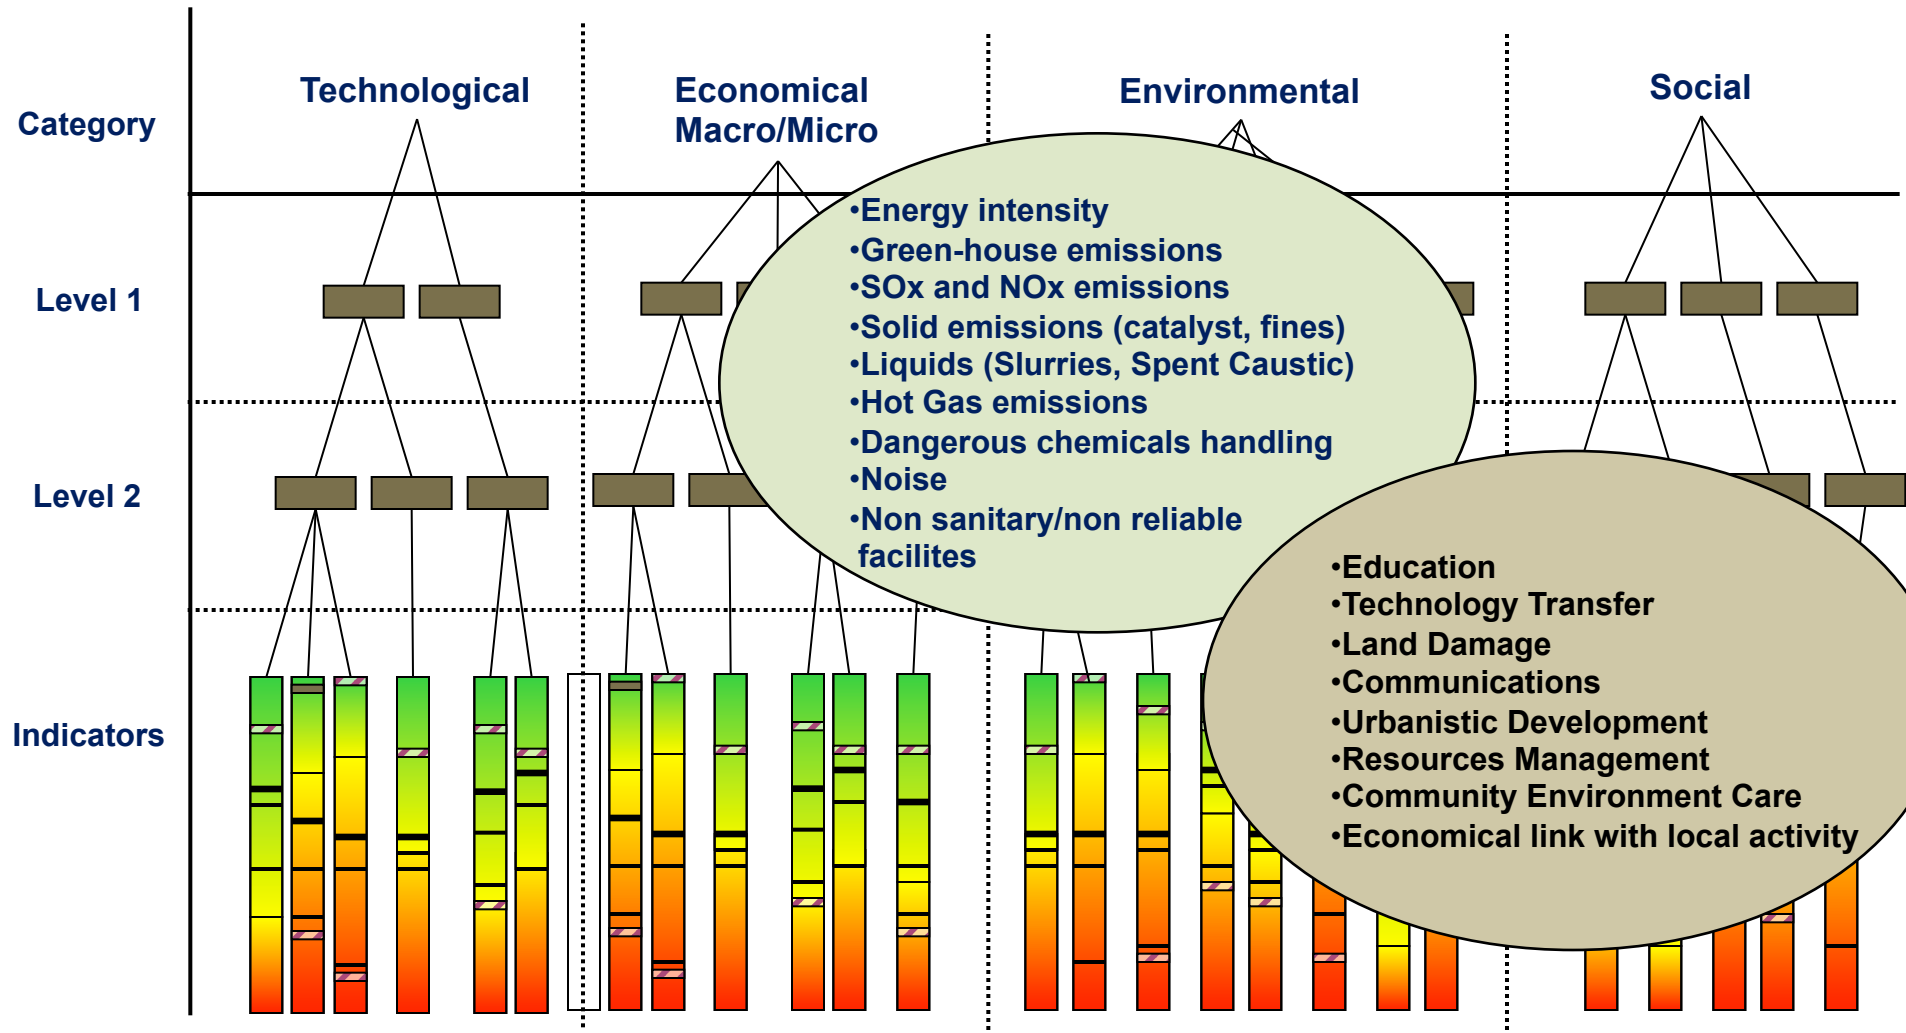 Technological
Economical
Macro/Micro
Environmental
Social
Category
Level 1
Level 2
Indicators
•Energy intensity
•Green-house emissions
•SOx and NOx emissions
•Solid emissions (catalyst, fines)
•Liquids (Slurries, Spent Caustic)
•Hot Gas emissions
•Dangerous chemicals handling
•Noise
•Non sanitary/non reliable
facilites
•Education
•Technology Transfer
•Land Damage
•Communications
•Urbanistic Development
•Resources Management
•Community Environment Care
•Economical link with local activity